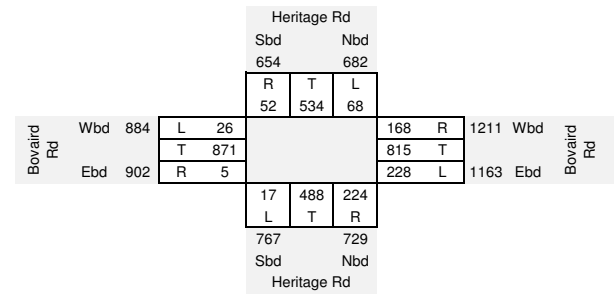 Heritage Rd
Sbd Nbd
654 682
R T L
52 534 68
Bovaird Rd
Wbd 884 L 26 168 R 1211 Wbd
T 871 815 T
Ebd 902 R 5 228 L 1163 Ebd
Bovaird Rd
17 488 224
L T R
767 729
Sbd Nbd
Heritage Rd